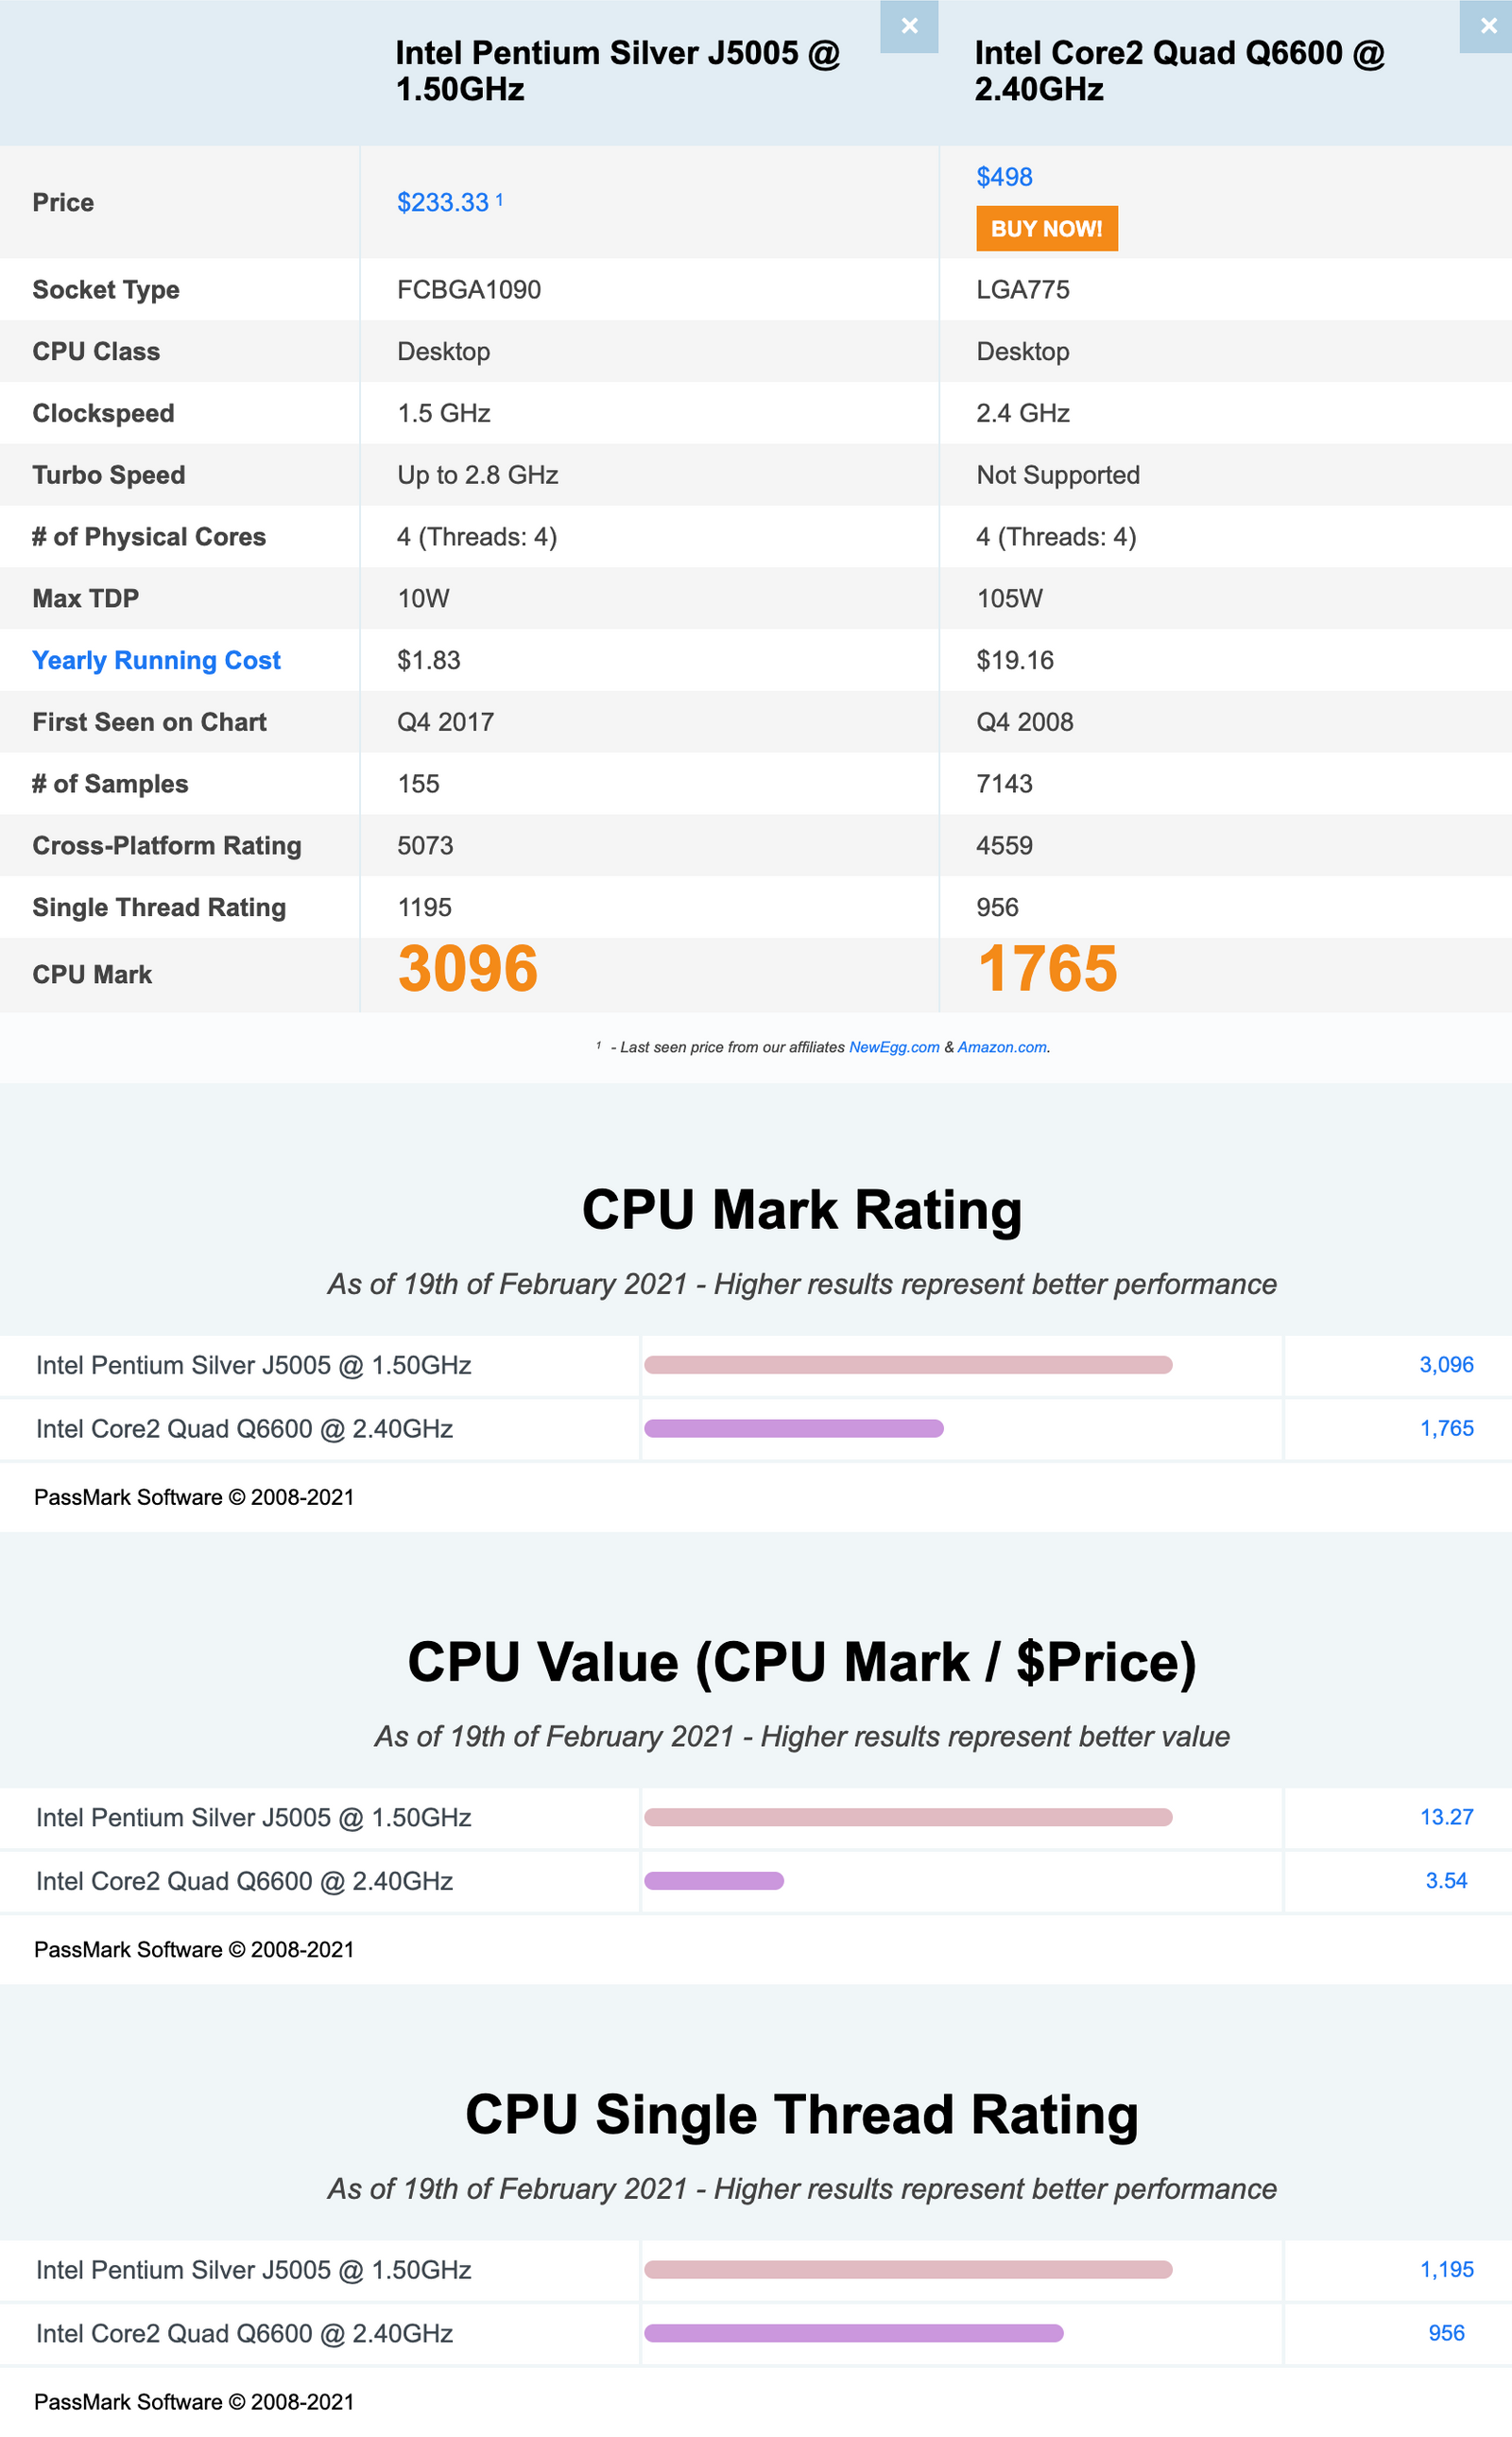 × ×
Intel Pentium Silver J5005 @ Intel Core2 Quad Q6600 @
1.50GHz 2.40GHz
Price $233.33 ¹ $498
BUY NOW!
Socket Type FCBGA1090 LGA775
CPU Class Desktop Desktop
Clockspeed 1.5 GHz 2.4 GHz
Turbo Speed Up to 2.8 GHz Not Supported
# of Physical Cores 4 (Threads: 4) 4 (Threads: 4)
Max TDP 10W 105W
Yearly Running Cost $1.83 $19.16
First Seen on Chart Q4 2017 Q4 2008
# of Samples 155 7143
Cross-Platform Rating 5073 4559
Single Thread Rating 1195 956
CPU Mark 3096 1765
¹ - Last seen price from our affiliates NewEgg.com & Amazon.com.
CPU Mark Rating
As of 19th of February 2021 - Higher results represent better performance
Intel Pentium Silver J5005 @ 1.50GHz 3,096
Intel Core2 Quad Q6600 @ 2.40GHz 1,765
PassMark Software © 2008-2021
CPU Value (CPU Mark / $Price)
As of 19th of February 2021 - Higher results represent better value
Intel Pentium Silver J5005 @ 1.50GHz 13.27
Intel Core2 Quad Q6600 @ 2.40GHz 3.54
PassMark Software © 2008-2021
CPU Single Thread Rating
As of 19th of February 2021 - Higher results represent better performance
Intel Pentium Silver J5005 @ 1.50GHz 1,195
Intel Core2 Quad Q6600 @ 2.40GHz 956
PassMark Software © 2008-2021